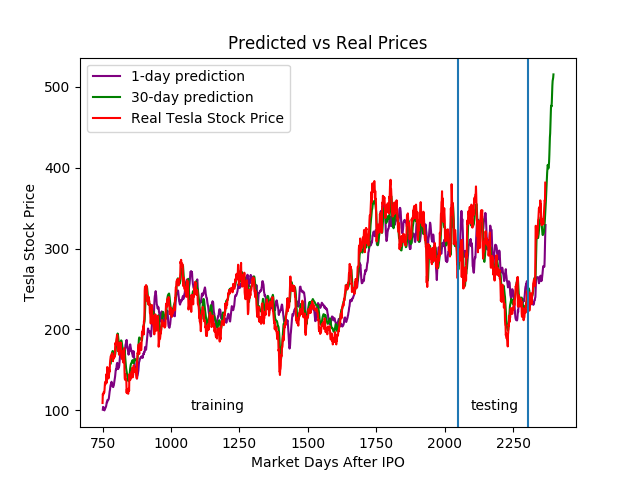 Predicted vs Real Prices
1-day prediction
30-day prediction
Real Tesla Stock Price
Tesla Stock Price
500
400
300
200
100
training
testing
750
1000
1250
1500
1750
2000
2250
Market Days After IPO